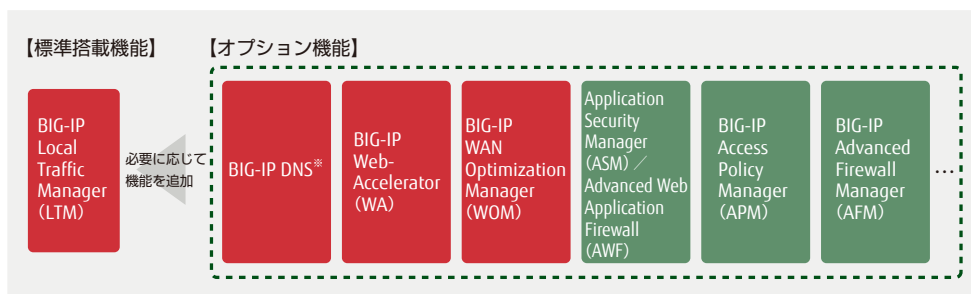 【標準搭載機能】
【オプション機能】
BIG-IP
Local
Traffic
Manager
（LTM）
必要に応じて
機能を追加
BIG-IP DNS※
BIG-IP
Web-
Accelerator
（WA）
BIG-IP
WAN
Optimization
Manager
（WOM）
Application
Security
Manager
（ASM）／
Advanced Web
Application
Firewall
（AWF）
BIG-IP
Access
Policy
Manager
（APM）
BIG-IP
Advanced
Firewall
Manager
（AFM）
…